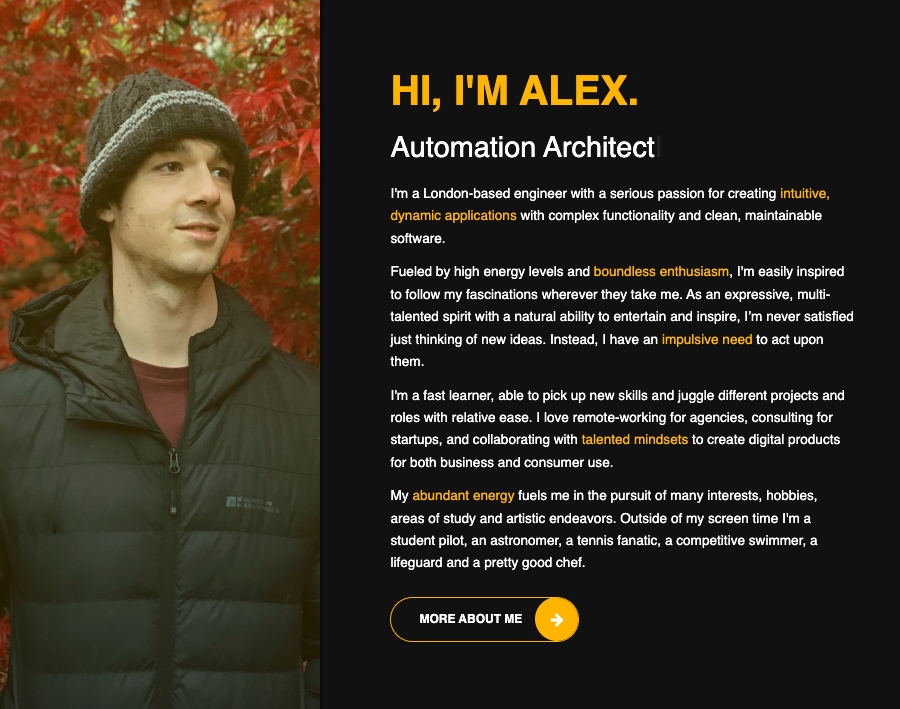 HI, I'M ALEX.
Automation Architect
I'm a London-based engineer with a serious passion for creating intuitive,
dynamic applications with complex functionality and clean, maintainable
software.
Fueled by high energy levels and boundless enthusiasm, I'm easily inspired
to follow my fascinations wherever they take me. As an expressive, multi-
talented spirit with a natural ability to entertain and inspire, I'm never satisfied
just thinking of new ideas. Instead, I have an impulsive need to act upon
them.
I'm a fast learner, able to pick up new skills and juggle different projects and
roles with relative ease. I love remote-working for agencies, consulting for
startups, and collaborating with talented mindsets to create digital products
for both business and consumer use.
My abundant energy fuels me in the pursuit of many interests, hobbies,
areas of study and artistic endeavors. Outside of my screen time I'm a
student pilot, an astronomer, a tennis fanatic, a competitive swimmer, a
lifeguard and a pretty good chef.
MORE ABOUT ME